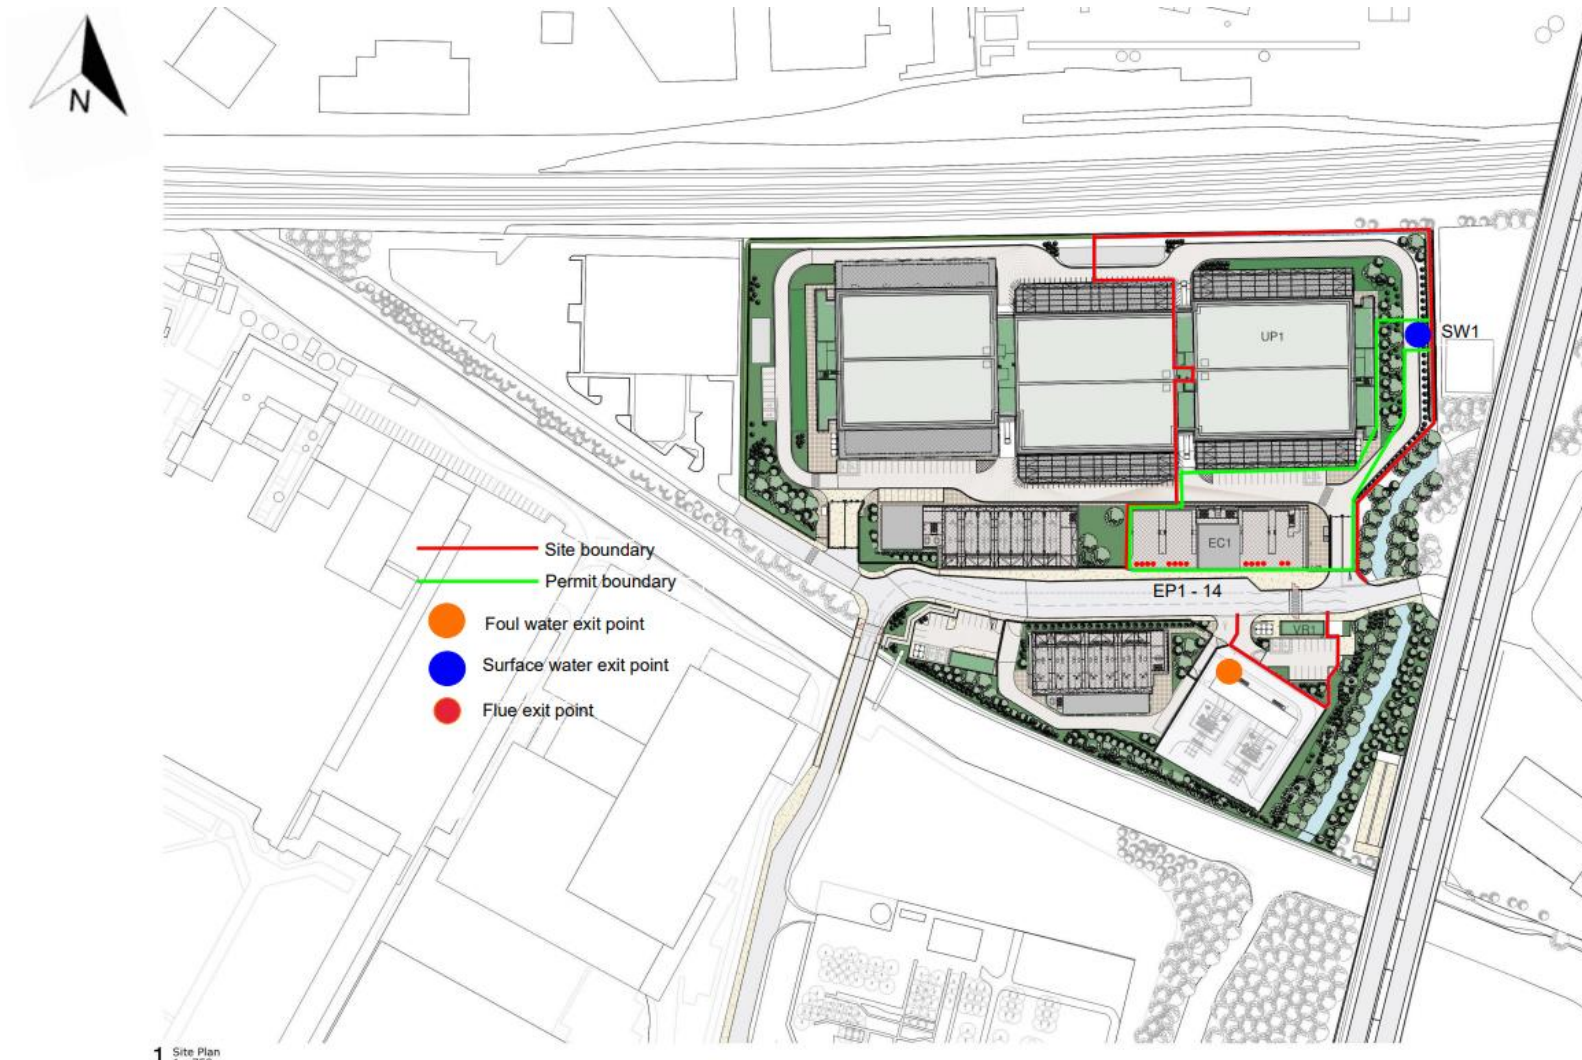 N
UP1
SW1
EC1
Site boundary
Permit boundary
EP1 - 14
Foul water exit point
VR1
Surface water exit point
Flue exit point
1 Site Plan